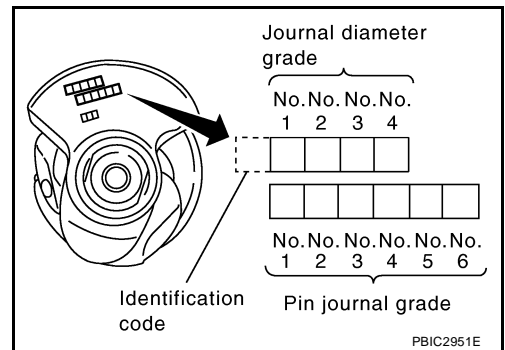 Journal diameter
grade
No. No. No. No.
1 2 3 4
No. No. No. No. No. No.
1 2 3 4 5 6
Identification
code
Pin journal grade
PBIC2951E